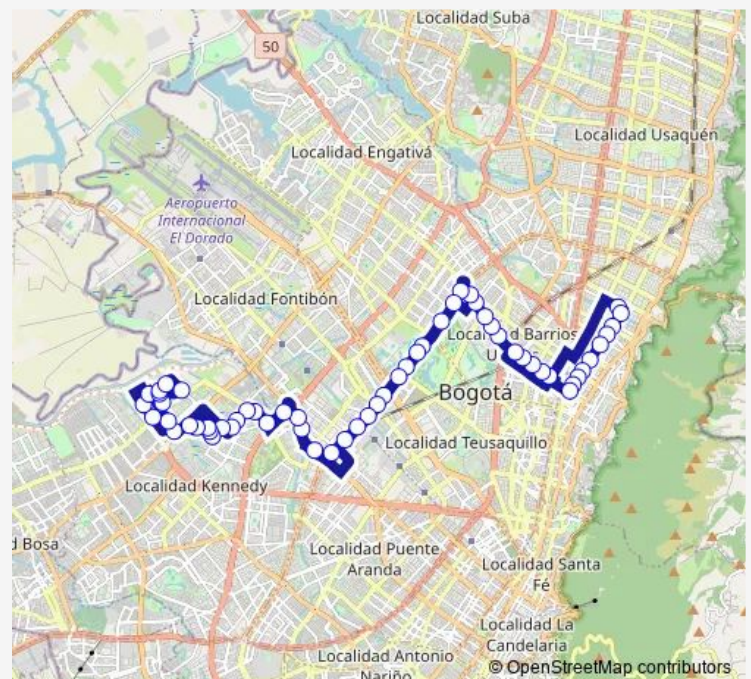 Localidad Suba
50
Localidad Usaquén
Localidad Engativá
Aeropuerto
Internacional
El Dorado
Localidad Fontibón
Bogotá
Localidad Teusaquillo
Localidad Kennedy
Bosa
Localidad Puente
Aranda
Localidad Santa
Fé
Localidad La
Candelaria
Localidad Antonio
Nariño
© OpenStreetMap contributors